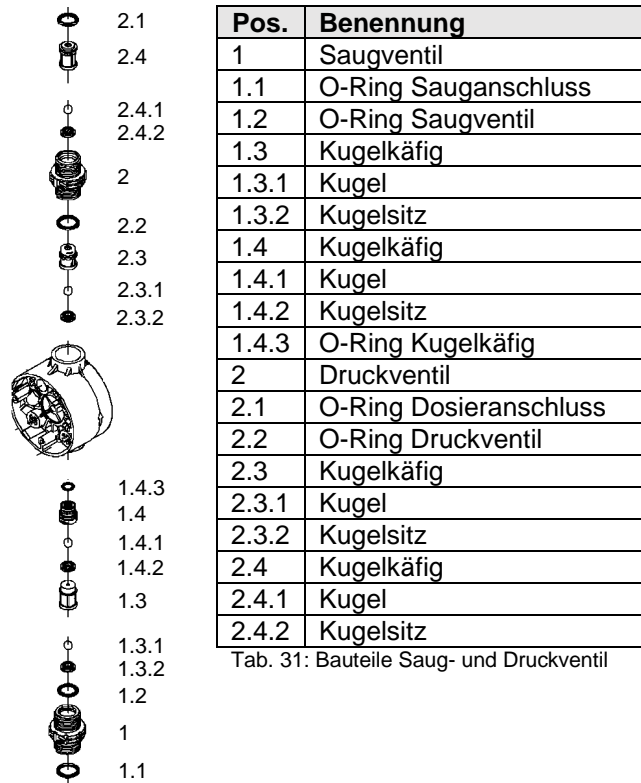 2.1
2.4
2.4.1
2.4.2
2
2.2
2.3
2.3.1
2.3.2
1.4.3
1.4
1.4.1
1.4.2
1.3
1.3.1
1.3.2
1.2
1
1.1
Pos. Benennung
1 Saugventil
1.1 O-Ring Sauganschluss
1.2 O-Ring Saugventil
1.3 Kugelkäfig
1.3.1 Kugel
1.3.2 Kugelsitz
1.4 Kugelkäfig
1.4.1 Kugel
1.4.2 Kugelsitz
1.4.3 O-Ring Kugelkäfig
2 Druckventil
2.1 O-Ring Dosieranschluss
2.2 O-Ring Druckventil
2.3 Kugelkäfig
2.3.1 Kugel
2.3.2 Kugelsitz
2.4 Kugelkäfig
2.4.1 Kugel
2.4.2 Kugelsitz
Tab. 31: Bauteile Saug- und Druckventil